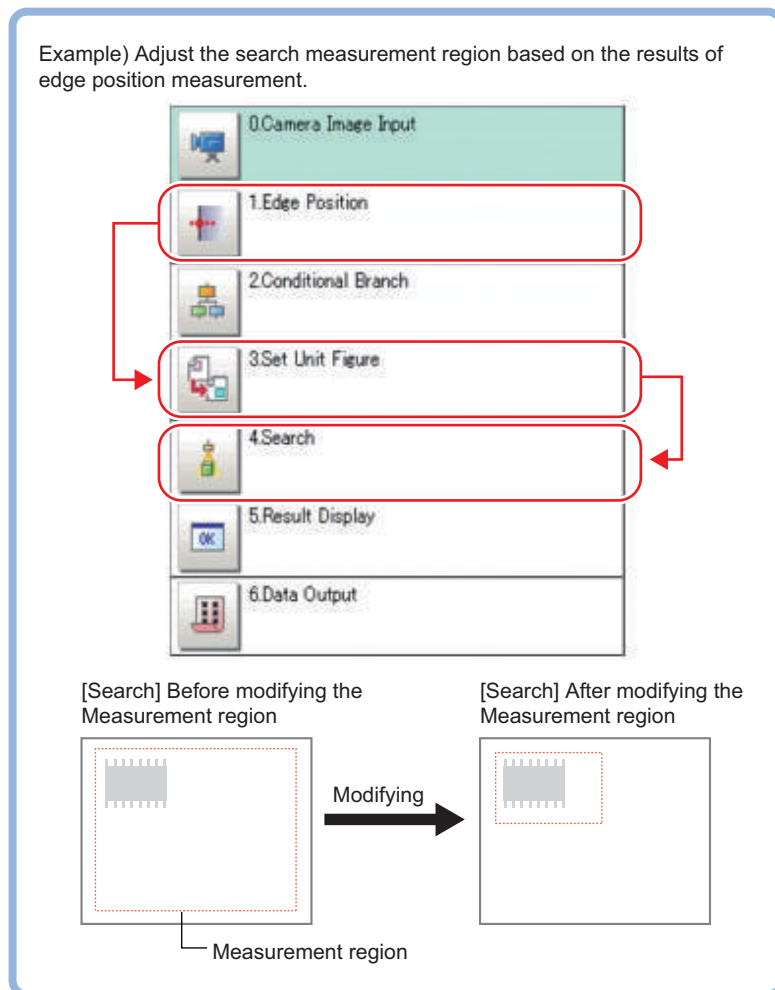 Example) Adjust the search measurement region based on the results of
edge position measurement.
0.Camera Image Input
1.Edge Position
2.Conditional Branch
3.Set Unit Figure
4.Search
5.Result Display
OK
6.Data Output
[Search] Before modifying the
Measurement region
[Search] After modifying the
Measurement region
Modifying
Measurement region